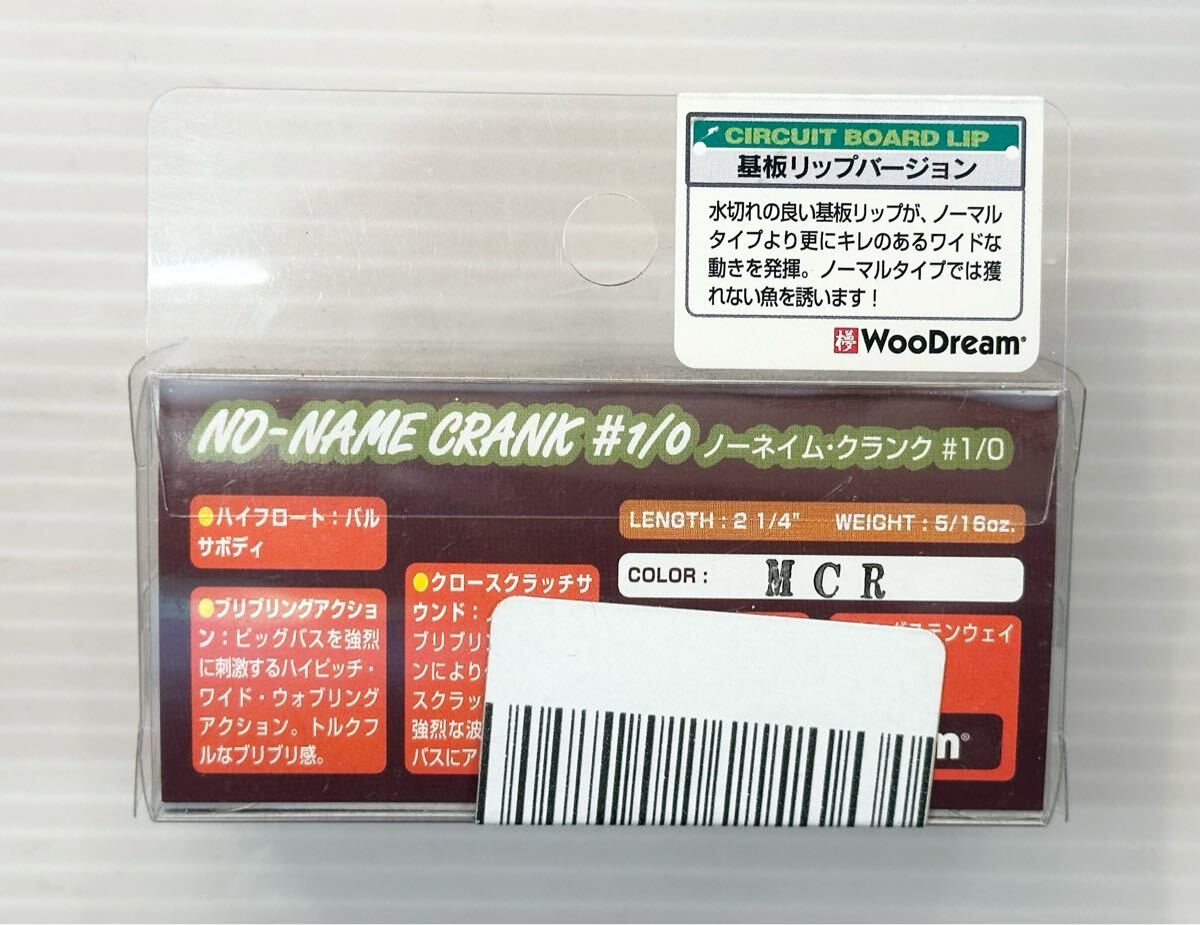 CIRCUIT BOARD LIP
基板リップバージョン
水切れの良い基板リップが、ノーマル
タイプより更にキレのあるワイドな
動きを発揮。ノーマルタイプでは獲
れない魚を誘います！
WooDream®
NO-NAME CRANK #1/0 ノーネイム・クランク #1/0
●ハイフロート：バル
サボディ
●ブリブリングアクショ
ン：ビッグバスを強烈
に刺激するハイピッチ・
ワイド・ウォブリング
アクション。トルクフ
ルなブリブリ感。
●クロースクラッチサ
ウンド：
ブリブリン
ンにより
スクラッ
強烈な波
バスにア
LENGTH : 2 1/4" WEIGHT : 5/16oz.
COLOR : MCR
ステンウェイ
m®